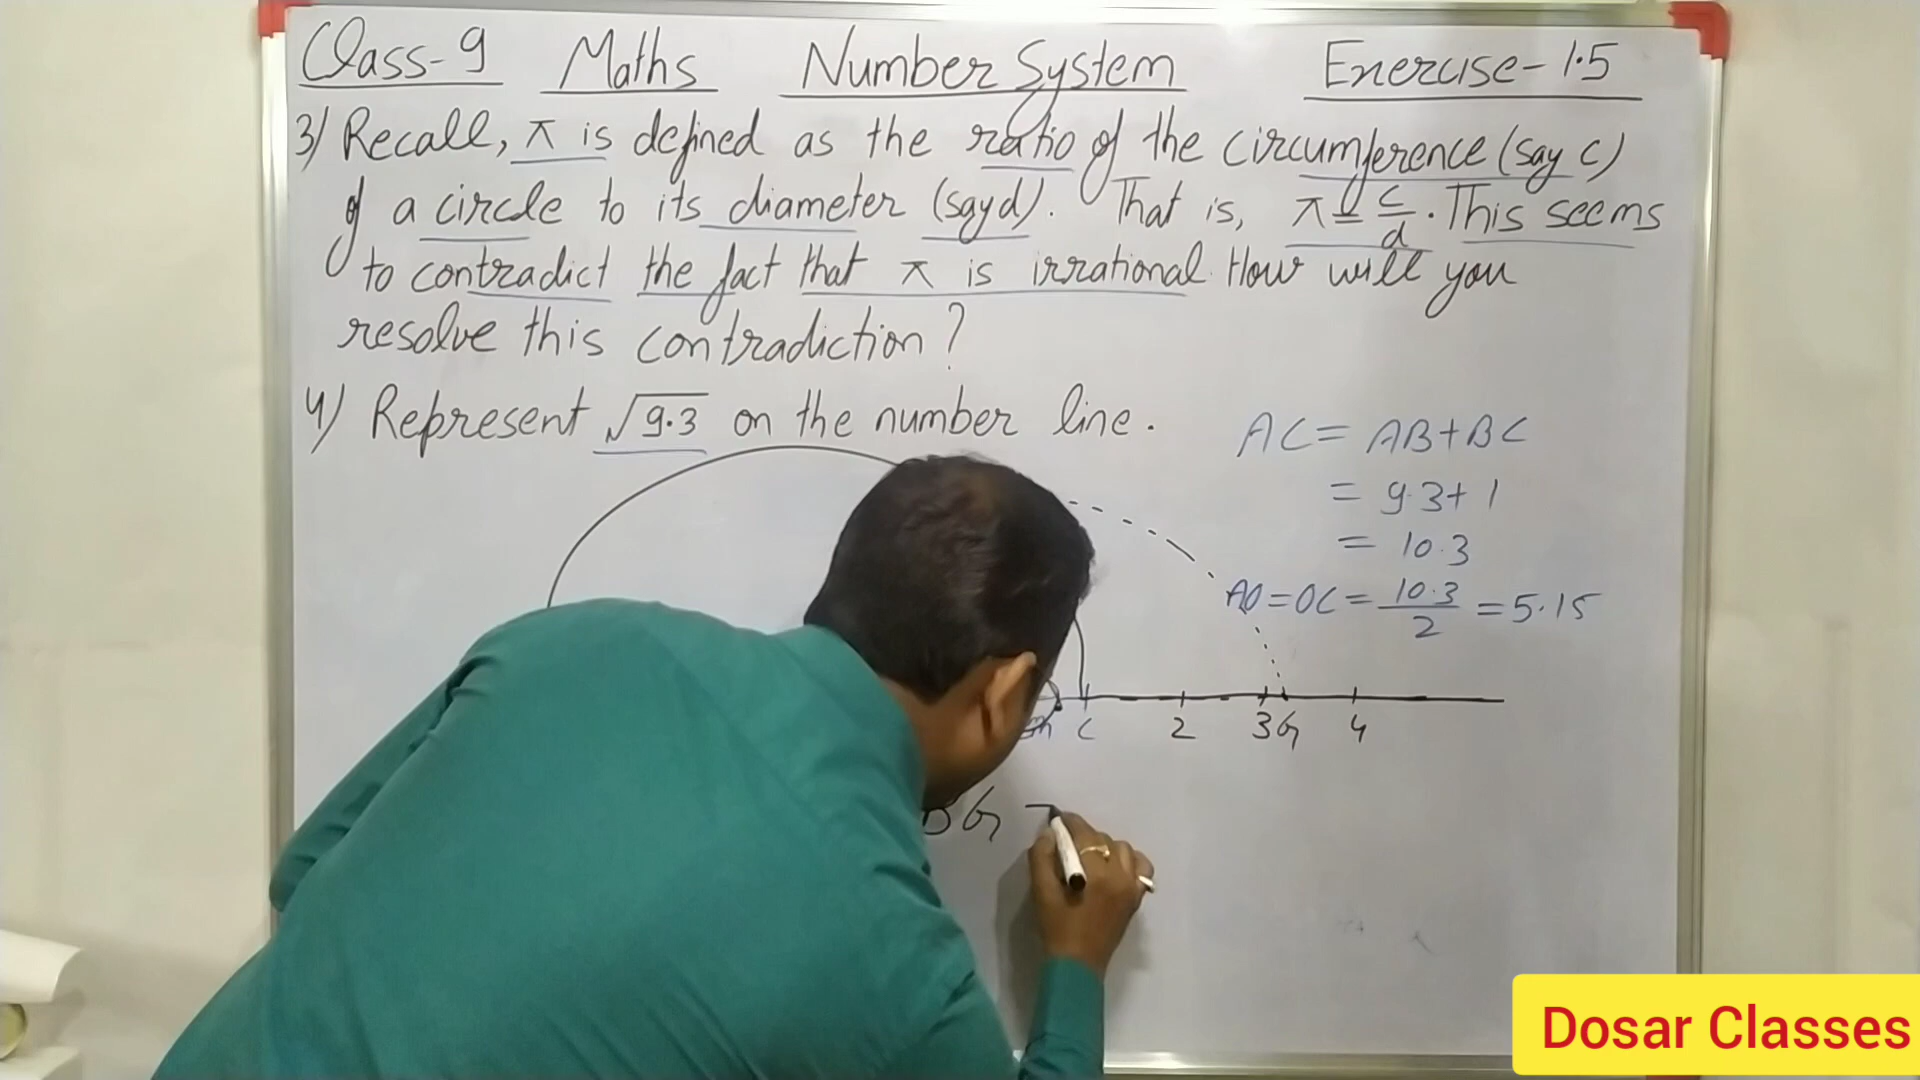 Class-9 Maths Number System Exercise-1.5
3) Recall, π is defined as the ratio of the circumference (say c)
of a circle to its diameter (say d). That is, π = c/d. This seems
to contradict the fact that π is irrational. How will you
resolve this contradiction?
4) Represent √9.3 on the number line.
AC = AB+BC
= 9.3+1
= 10.3
AO=OC= 10.3/2 =5.15
C 2 3 G 4
BG
Dosar Classes